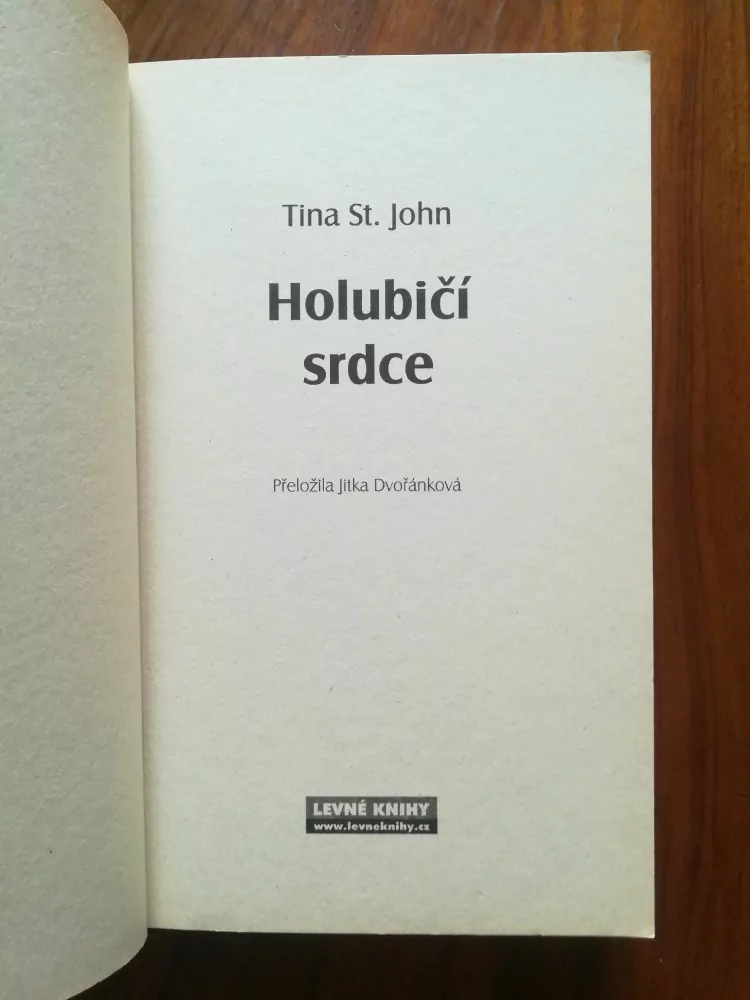 Tina St. John
Holubičí
srdce
Přeložila Jitka Dvořánková
LEVNÉ KNIHY
www.levneknihy.cz